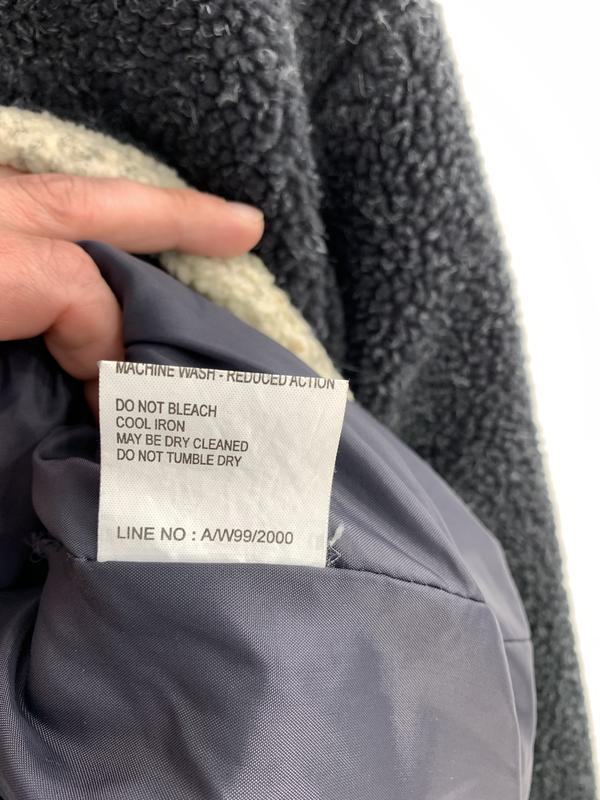 MACHINE WASH - REDUCED ACTION
DO NOT BLEACH
COOL IRON
MAY BE DRY CLEANED
DO NOT TUMBLE DRY
LINE NO : A/W99/2000